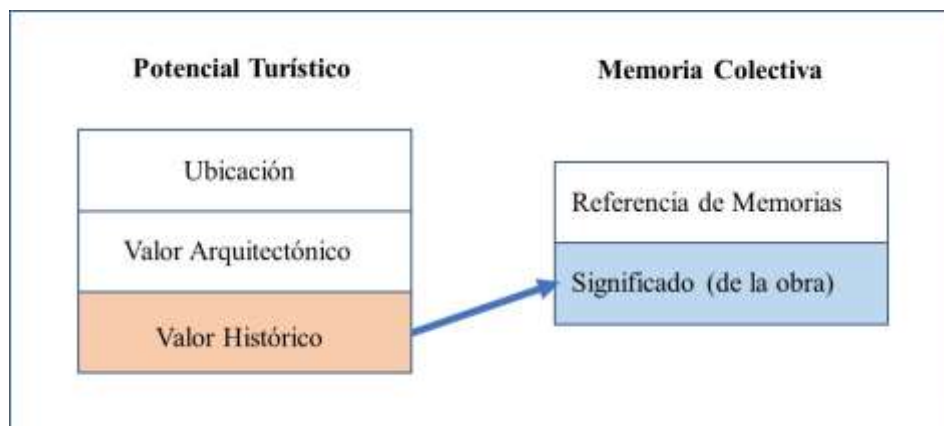 Potencial Turístico
Ubicación
Valor Arquitectónico
Valor Histórico
Memoria Colectiva
Referencia de Memorias
Significado (de la obra)